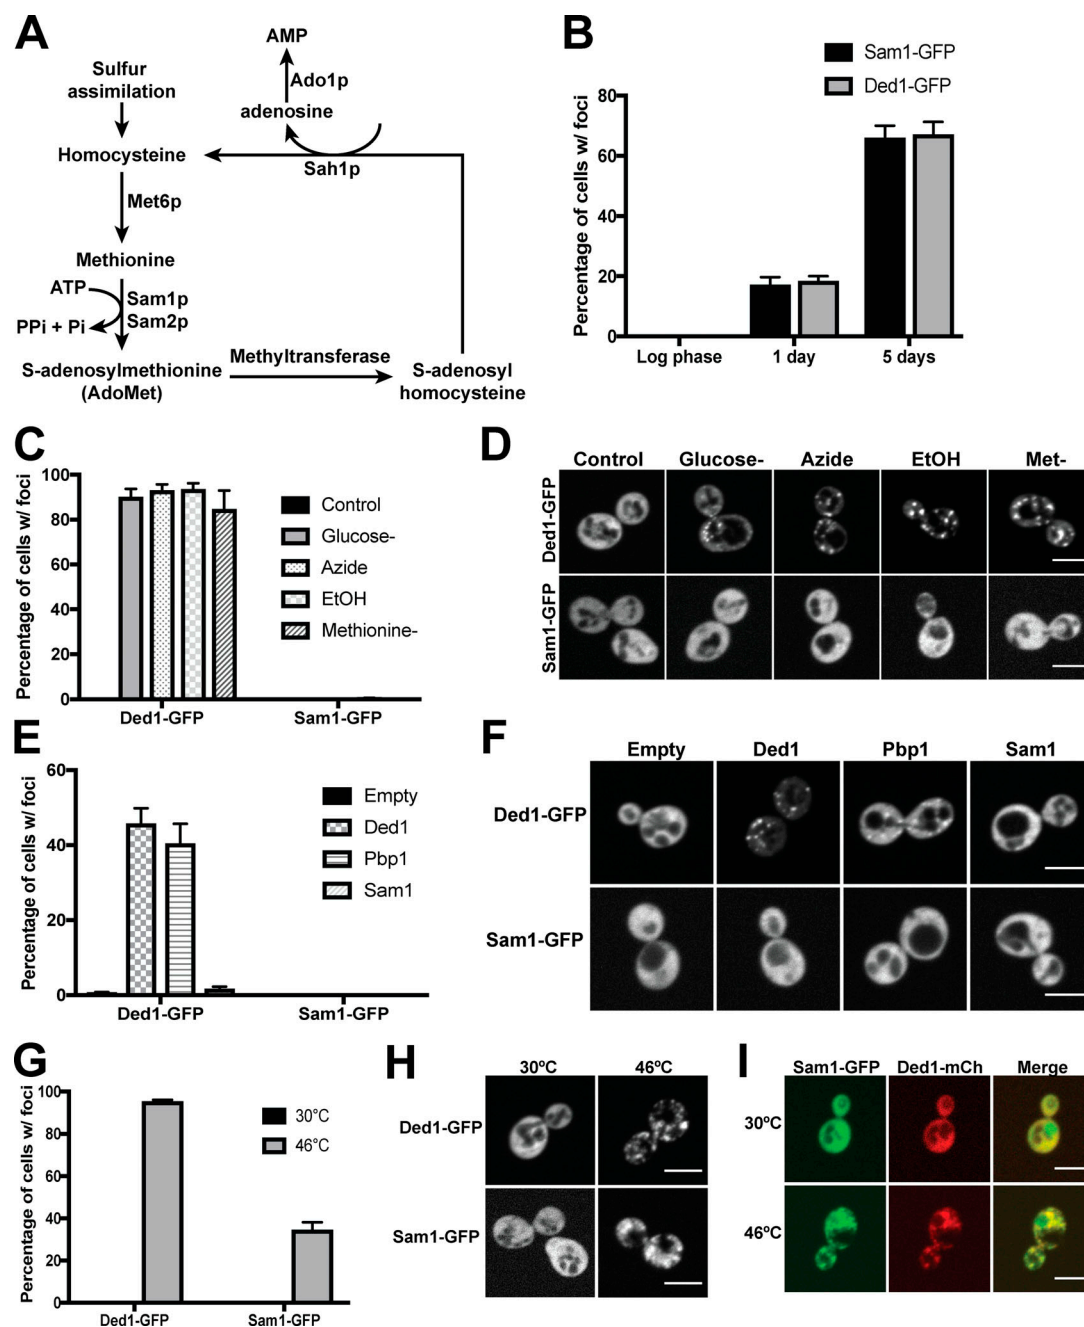 A
AMP
Ado1p
Sulfur
assimilation
adenosine
Homocysteine
Sah1p
Met6p
Methionine
ATP
Sam1p
Sam2p
PPi + Pi
Methyltransferase
S-adenosylmethionine
(AdoMet)
S-adenosyl
homocysteine
B
Sam1-GFP
Ded1-GFP
Percentage of cells w/ foci
80
60
40
20
0
Log phase 1 day 5 days
C
Percentage of cells w/ foci
100
80
60
40
20
0
Control
Glucose-
Azide
EtOH
Methionine-
Ded1-GFP Sam1-GFP
D
Control Glucose- Azide EtOH Met-
Ded1-GFP
Sam1-GFP
E
Percentage of cells w/ foci
60
40
20
0
Empty
Ded1
Pbp1
Sam1
Ded1-GFP Sam1-GFP
F
Empty Ded1 Pbp1 Sam1
Ded1-GFP
Sam1-GFP
G
Percentage of cells w/ foci
100
80
60
40
20
0
30°C
46°C
Ded1-GFP Sam1-GFP
H
30ºC 46ºC
Ded1-GFP
Sam1-GFP
I
Sam1-GFP Ded1-mCh Merge
30ºC
46ºC